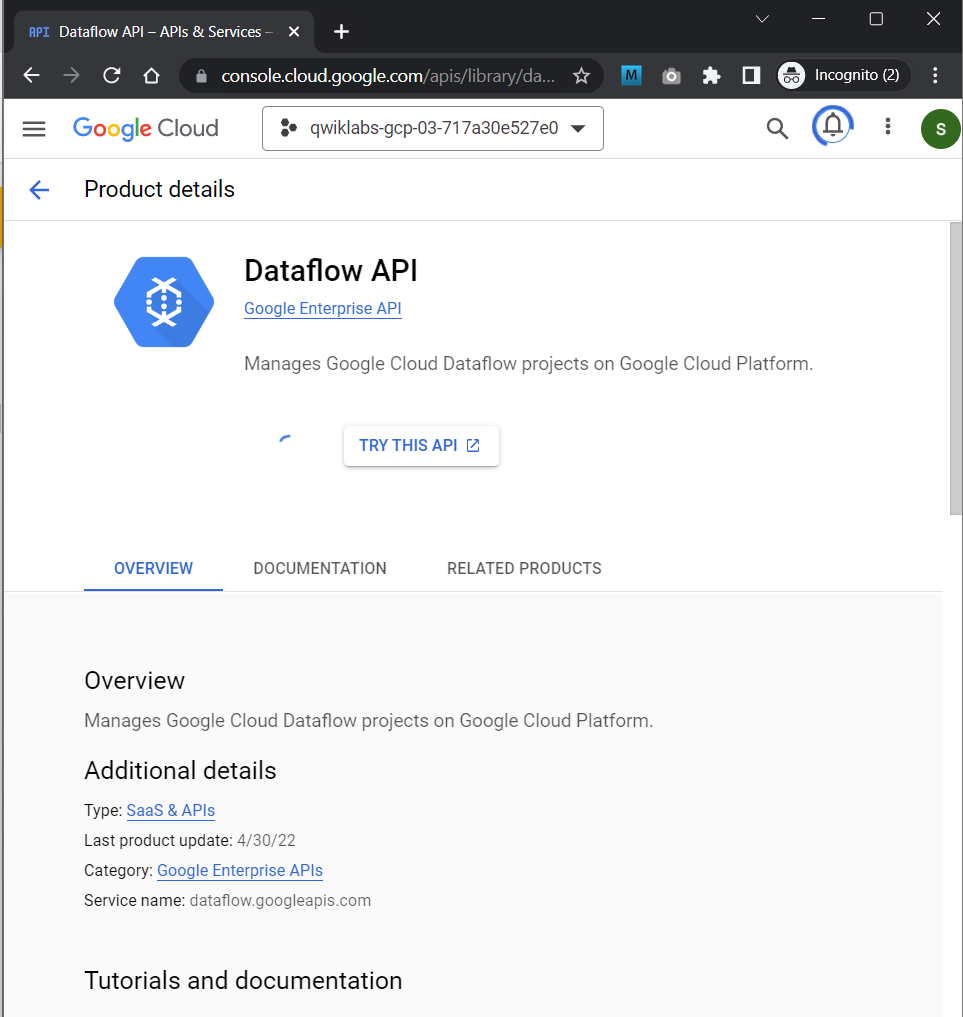 API Dataflow API – APIs & Services –
console.cloud.google.com/apis/library/da...
M
Incognito (2)
Google Cloud
qwiklabs-gcp-03-717a30e527e0
S
Product details
Dataflow API
Google Enterprise API
Manages Google Cloud Dataflow projects on Google Cloud Platform.
TRY THIS API
OVERVIEW
DOCUMENTATION
RELATED PRODUCTS
Overview
Manages Google Cloud Dataflow projects on Google Cloud Platform.
Additional details
Type: SaaS & APIs
Last product update: 4/30/22
Category: Google Enterprise APIs
Service name: dataflow.googleapis.com
Tutorials and documentation